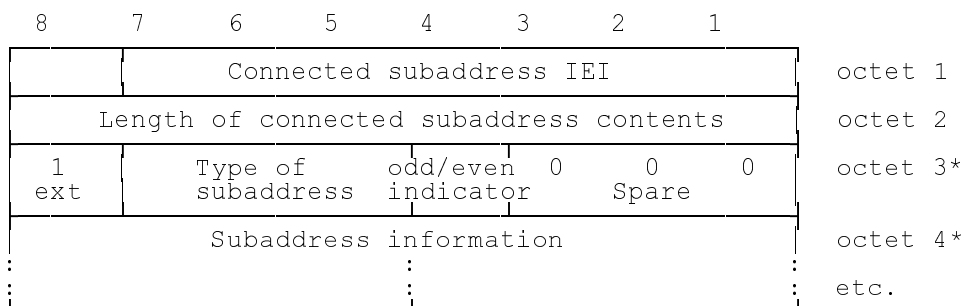 8 7 6 5 4 3 2 1
Connected subaddress IEI octet 1
Length of connected subaddress contents octet 2
1 Type of odd/even 0 0 0 octet 3*
ext subaddress indicator Spare
Subaddress information octet 4*
: : :
: : : etc.